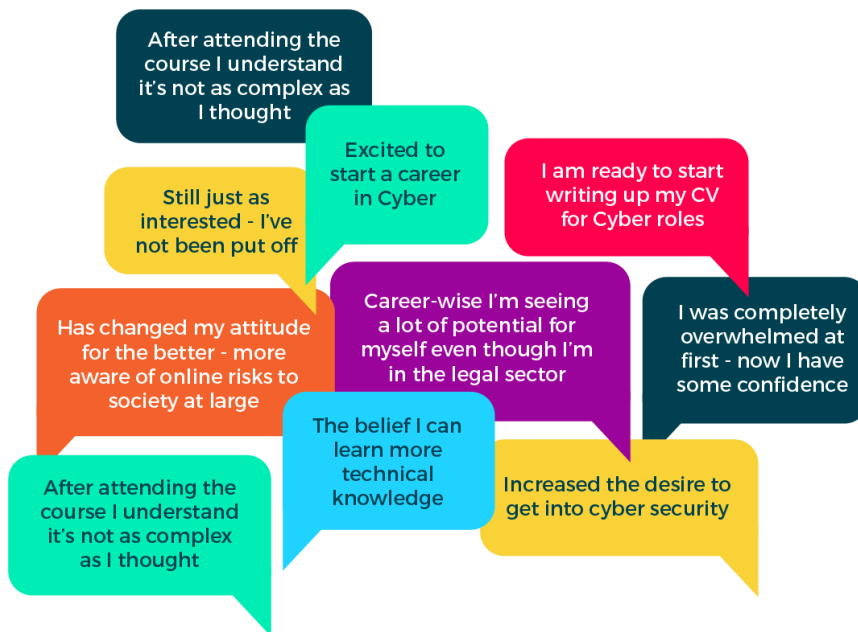 After attending the
course I understand
it's not as complex as
I thought
Excited to
start a career
in Cyber
I am ready to start
writing up my CV
for Cyber roles
Still just as
interested - I've
not been put off
Career-wise I'm seeing
a lot of potential for
myself even though I'm
in the legal sector
I was completely
overwhelmed at
first - now I have
some confidence
Has changed my attitude
for the better - more
aware of online risks to
society at large
The belief I can
learn more
technical
knowledge
Increased the desire to
get into cyber security
After attending the
course I understand
it's not as complex
as I thought